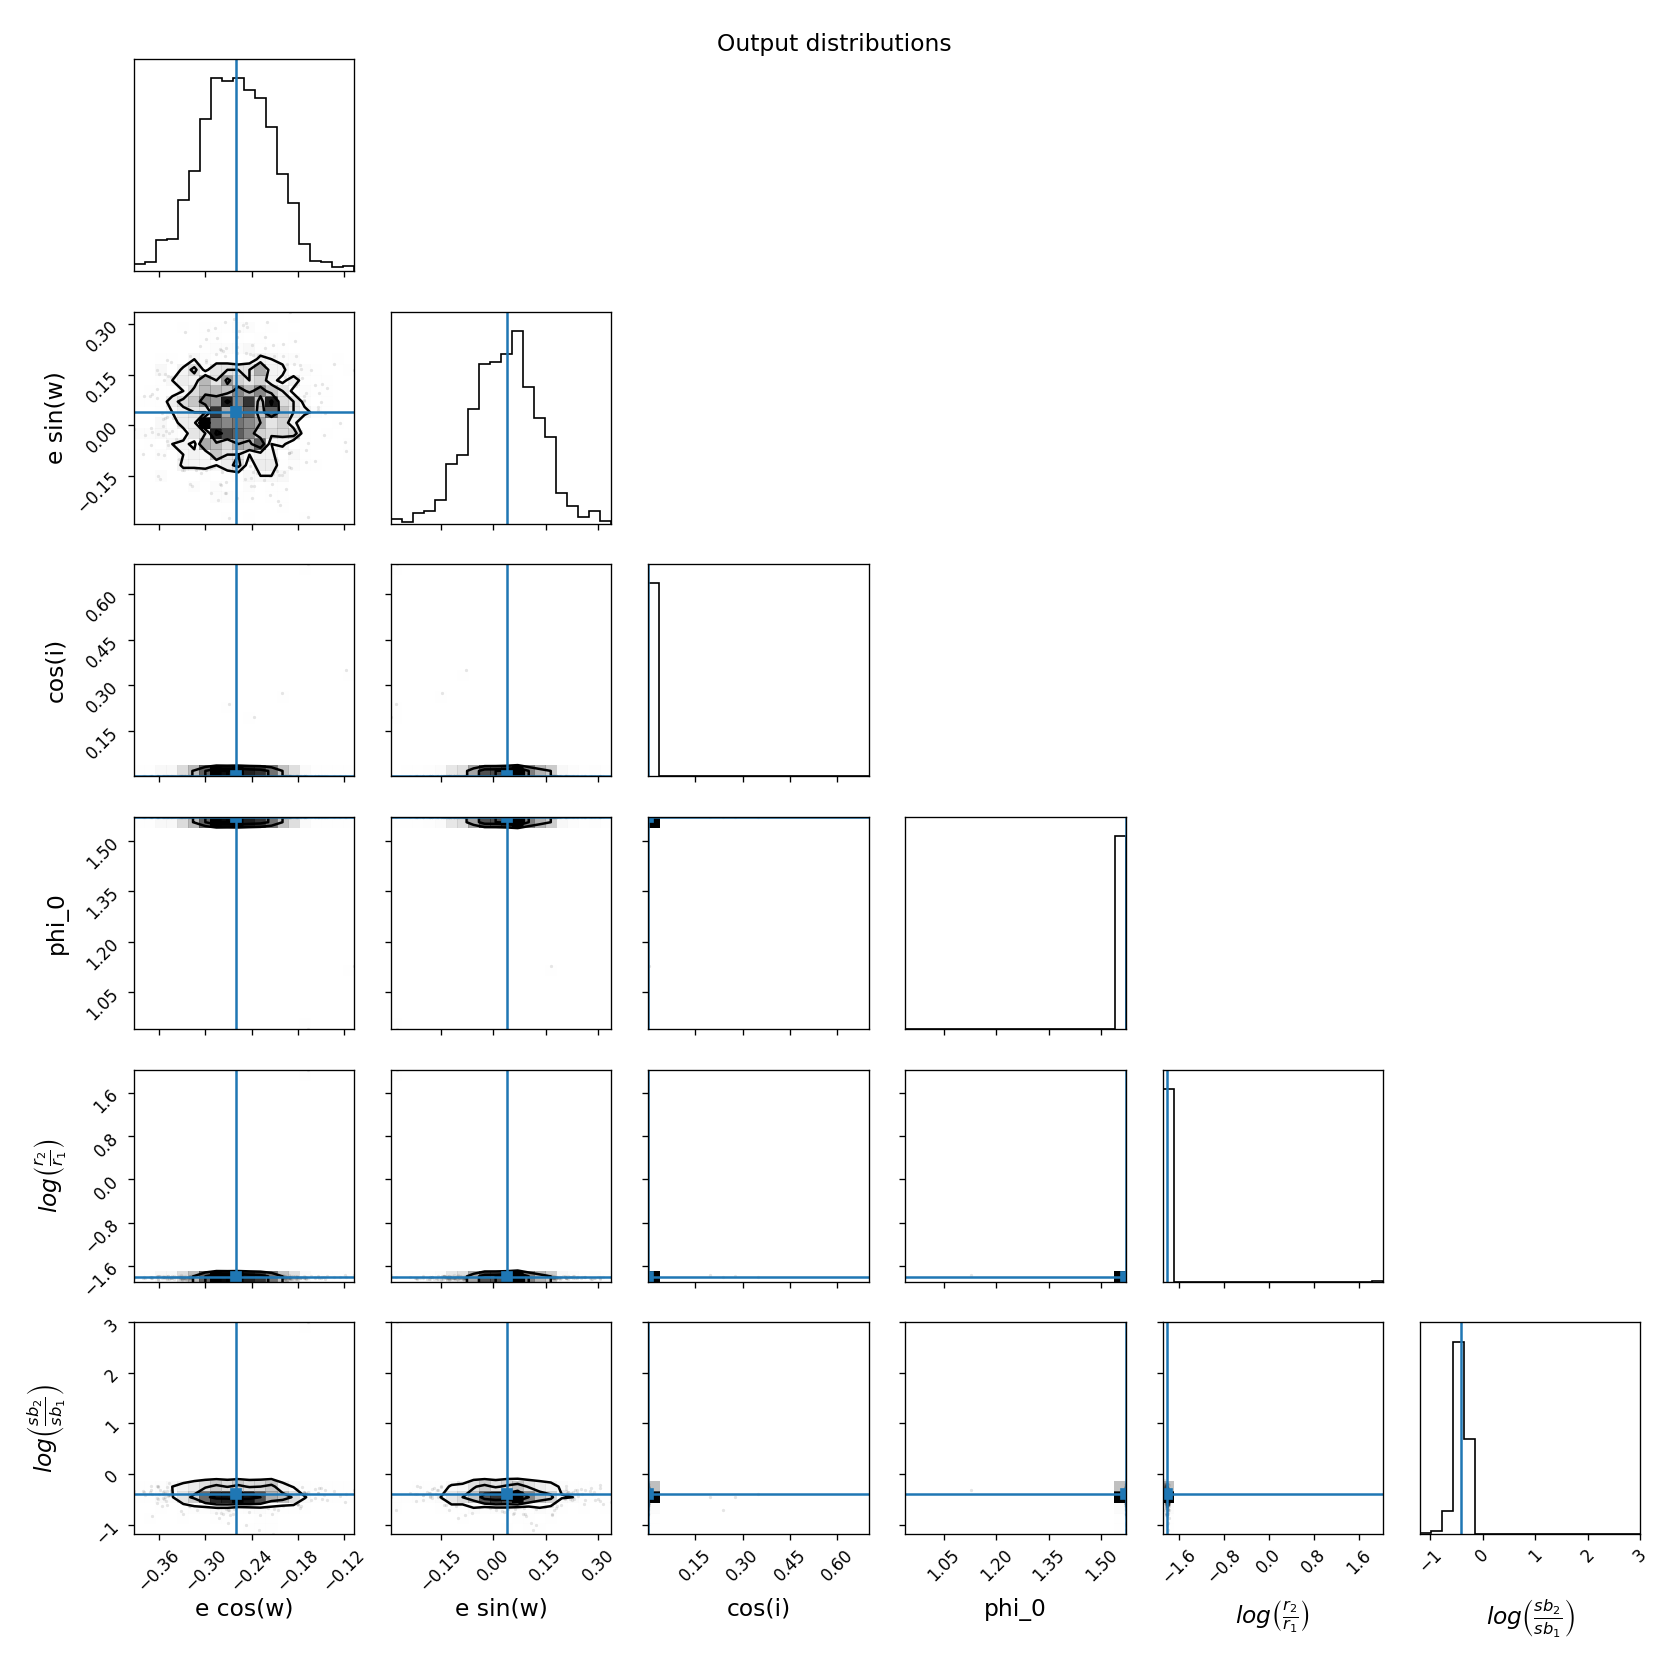 Output distributions
e sin(w)
0.30
0.15
0.00
−0.15
cos(i)
0.60
0.45
0.30
0.15
phi_0
1.50
1.35
1.20
1.05
log(r2/r1)
1.6
0.8
0.0
−0.8
−1.6
log(sb2/sb1)
3
2
1
0
−1
−0.36 −0.30 −0.24 −0.18 −0.12
e cos(w)
−0.15 0.00 0.15 0.30
e sin(w)
0.15 0.30 0.45 0.60
cos(i)
1.05 1.20 1.35 1.50
phi_0
−1.6 −0.8 0.0 0.8 1.6
log(r2/r1)
−1 0 1 2 3
log(sb2/sb1)